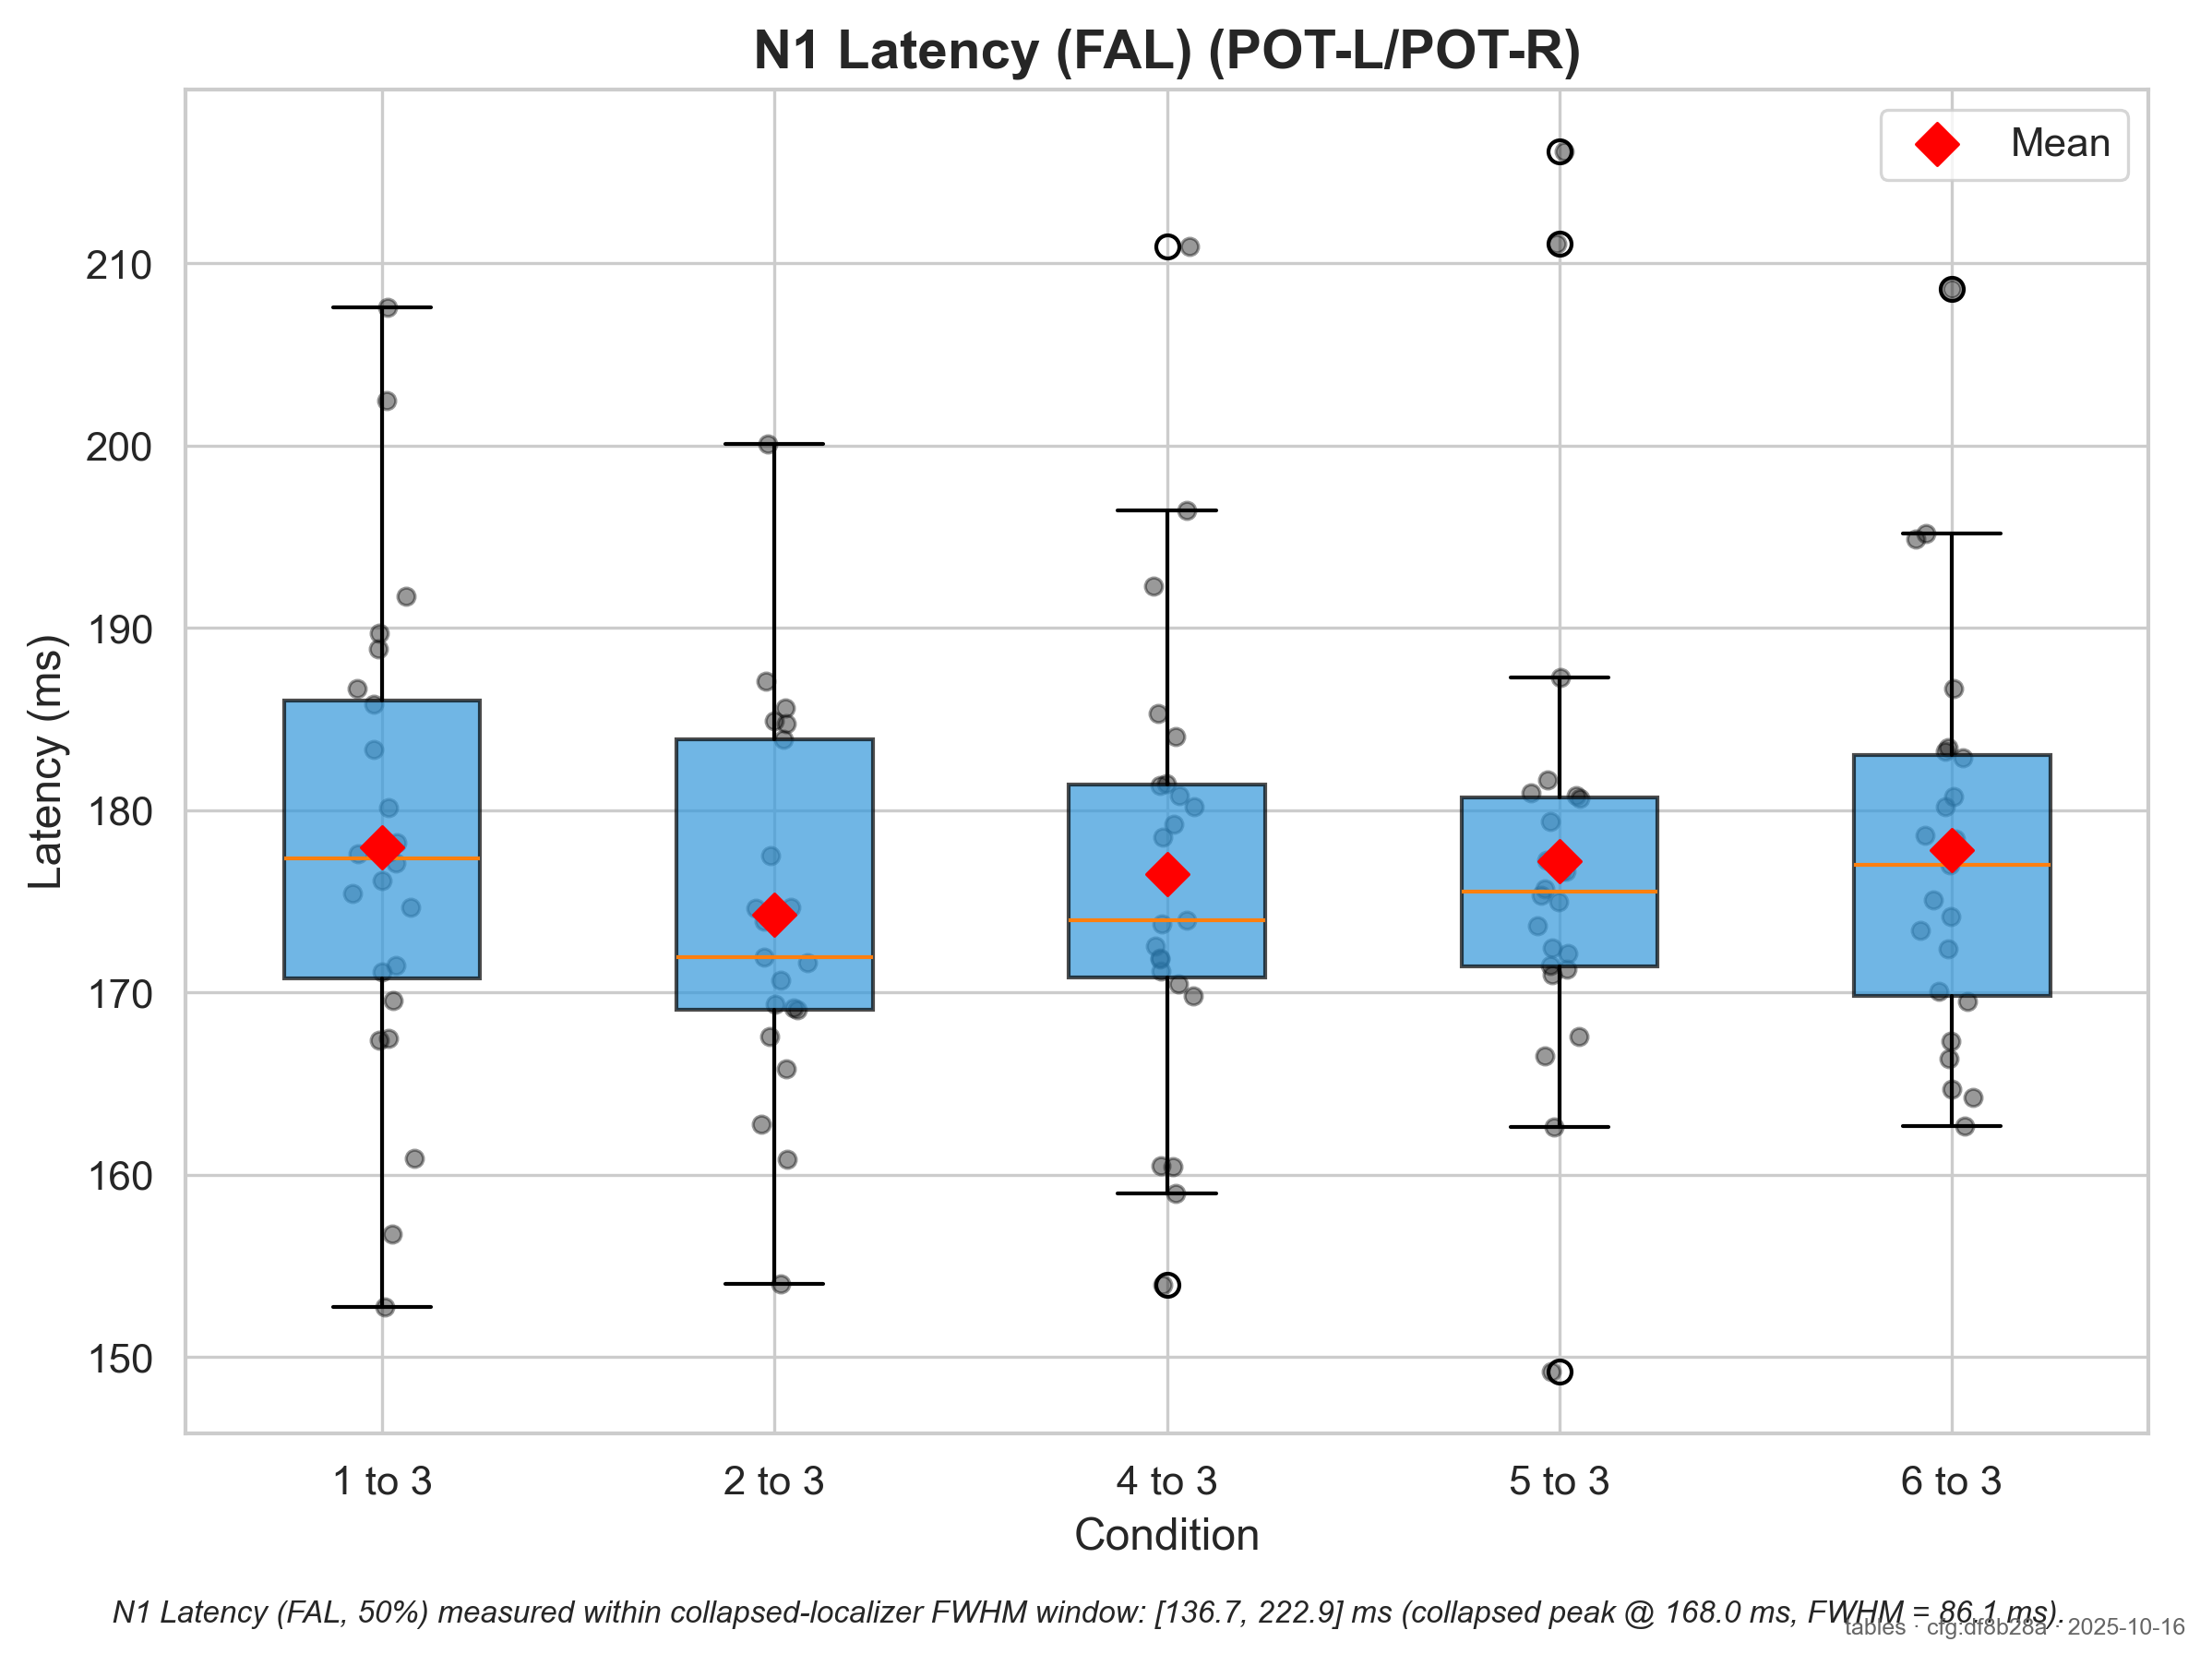 N1 Latency (FAL) (POT-L/POT-R)
Mean
Latency (ms)
210
200
190
180
170
160
150
1 to 3 2 to 3 4 to 3 5 to 3 6 to 3
Condition
N1 Latency (FAL, 50%) measured within collapsed-localizer FWHM window: [136.7, 222.9] ms (collapsed peak @ 168.0 ms, FWHM = 86.1 ms).
tables · cfg:df8b28a · 2025-10-16